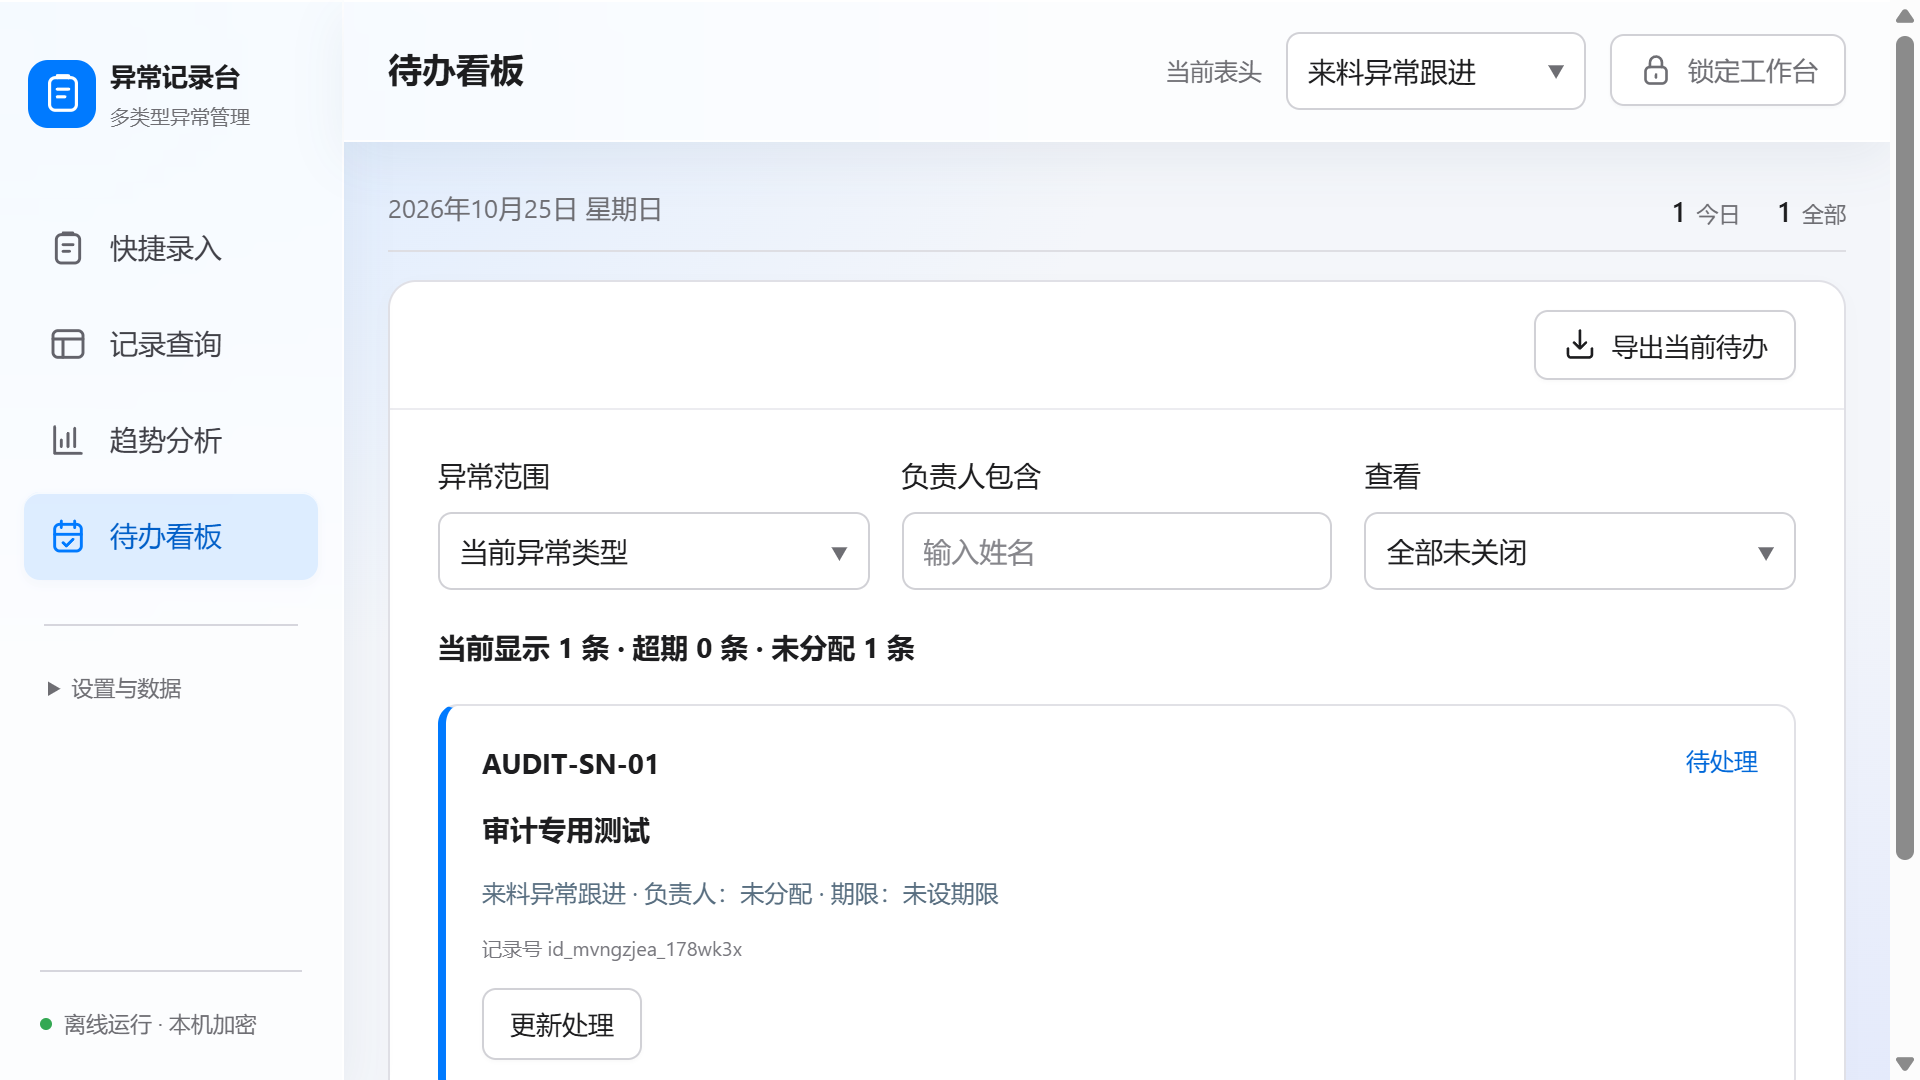 异常记录台
多类型异常管理
快捷录入
记录查询
趋势分析
待办看板
设置与数据
离线运行 · 本机加密
待办看板
当前表头
来料异常跟进
锁定工作台
2026年10月25日 星期日
1 今日 1 全部
导出当前待办
异常范围
当前异常类型
负责人包含
输入姓名
查看
全部未关闭
当前显示 1 条 · 超期 0 条 · 未分配 1 条
AUDIT-SN-01
待处理
审计专用测试
来料异常跟进 · 负责人：未分配 · 期限：未设期限
记录号 id_mvngzjea_178wk3x
更新处理